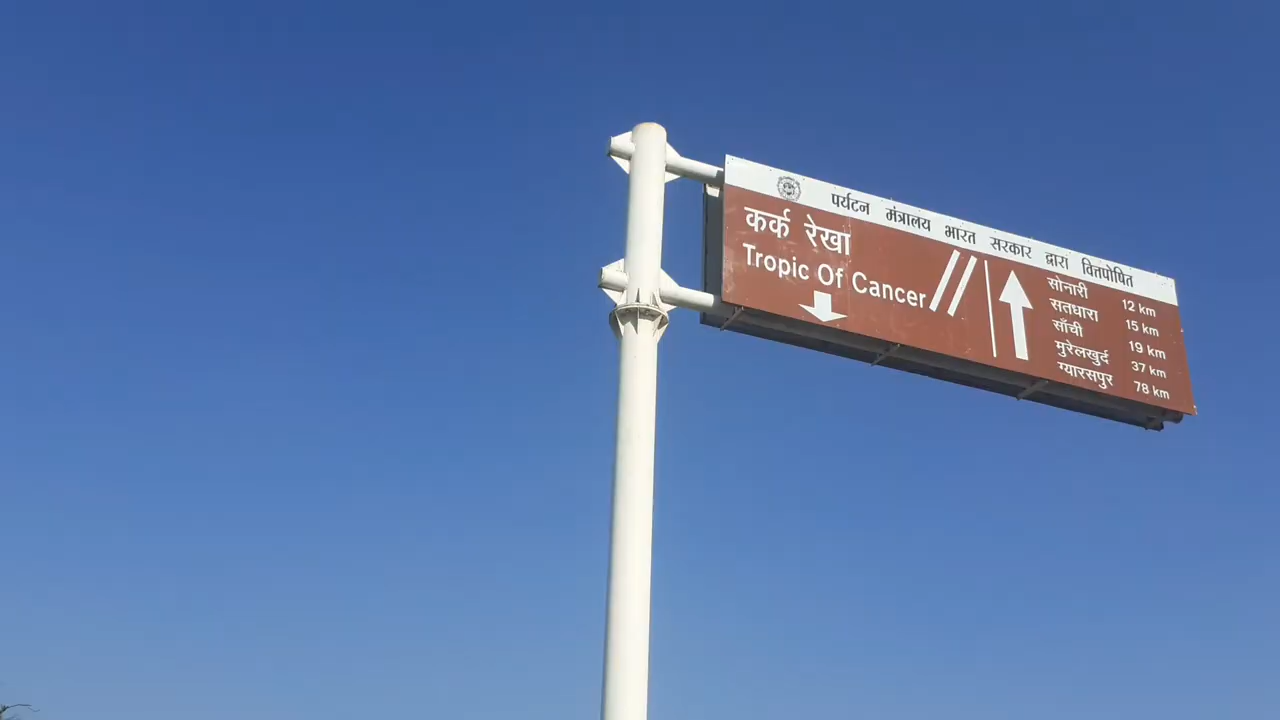 पर्यटन मंत्रालय भारत सरकार द्वारा वितपोषित
कर्क रेखा
Tropic Of Cancer
सोनारी 12 km
सतधारा 15 km
साँची 19 km
मुरेलखुर्द 37 km
ग्यारसपुर 78 km